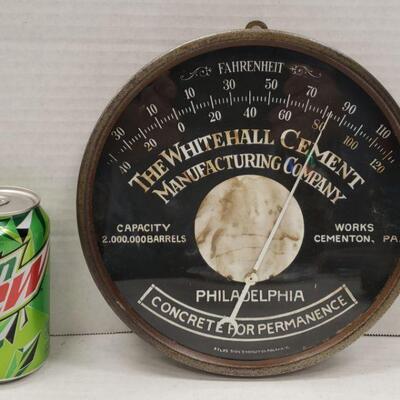 FAHRENHEIT
30 10 10 30 50 70 90 110
40 20 0 20 40 60 80 100 120
THE WHITEHALL CEMENT
MANUFACTURING COMPANY
CAPACITY
2.000.000 BARRELS
WORKS
CEMENTON, PA.
PHILADELPHIA
CONCRETE FOR PERMANENCE